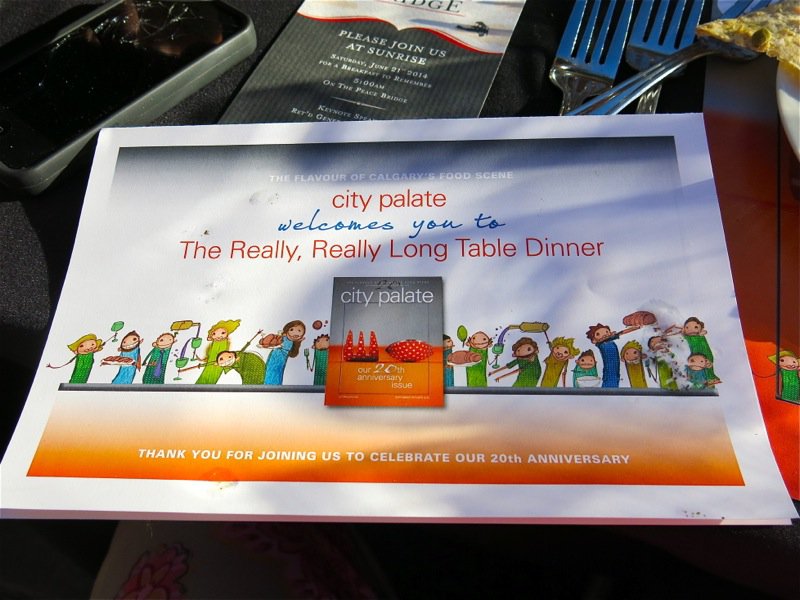 PLEASE JOIN US
AT SUNRISE
SATURDAY, JUNE 21ST 2014
FOR A BREAKFAST TO REMEMBER
5:00AM
ON THE PEACE BRIDGE
KEYNOTE
RET'D
THE FLAVOUR OF CALGARY'S FOOD SCENE
city palate
welcomes you to
The Really, Really Long Table Dinner
city palate
our 20th
anniversary
issue
THANK YOU FOR JOINING US TO CELEBRATE OUR 20th ANNIVERSARY